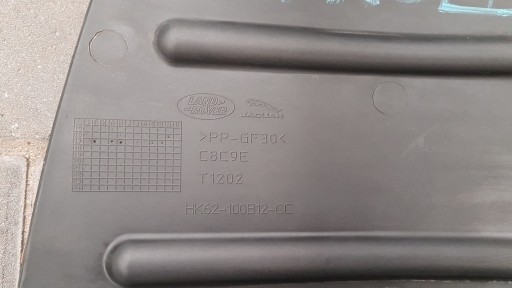 LAND ROVER
JAGUAR
>PP-GF30<
C8C9E
T1202
HK62-100B12-CC